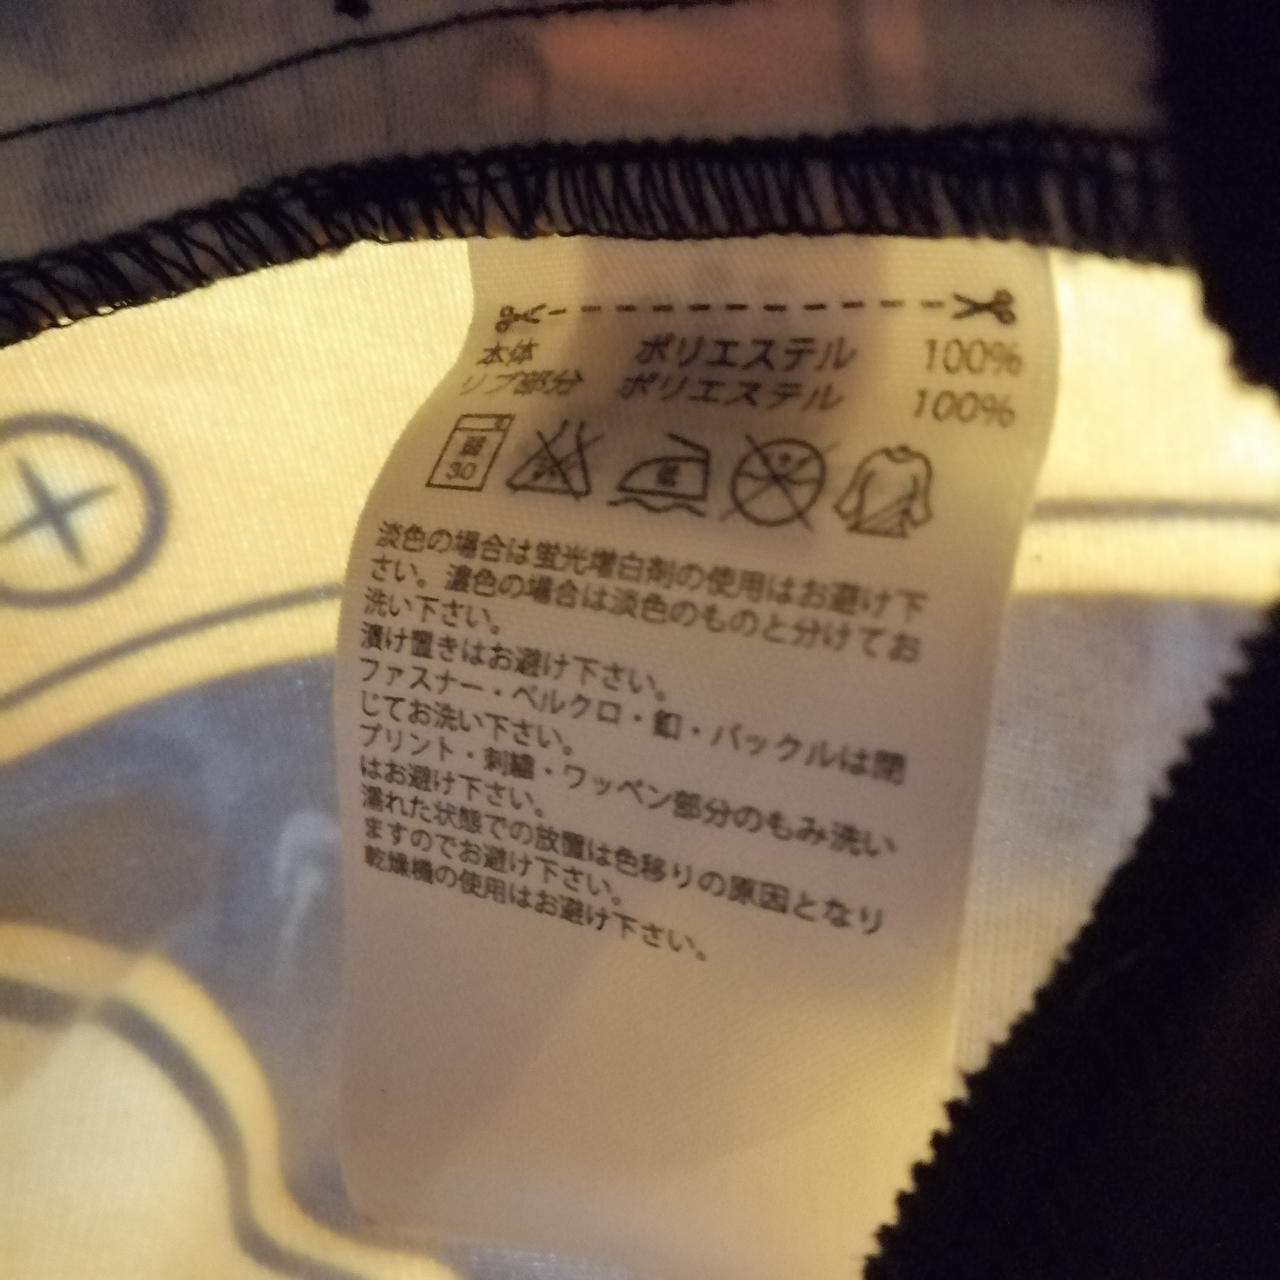 本体 ポリエステル 100%
リブ部分 ポリエステル 100%
弱 30
淡色の場合は蛍光増白剤の使用はお避け下
さい。濃色の場合は淡色のものと分けてお
洗い下さい。
漬け置きはお避け下さい。
ファスナー・ベルクロ・釦・バックルは閉
じてお洗い下さい。
プリント・刺繍・ワッペン部分のもみ洗い
はお避け下さい。
濡れた状態での放置は色移りの原因となり
ますのでお避け下さい。
乾燥機の使用はお避け下さい。